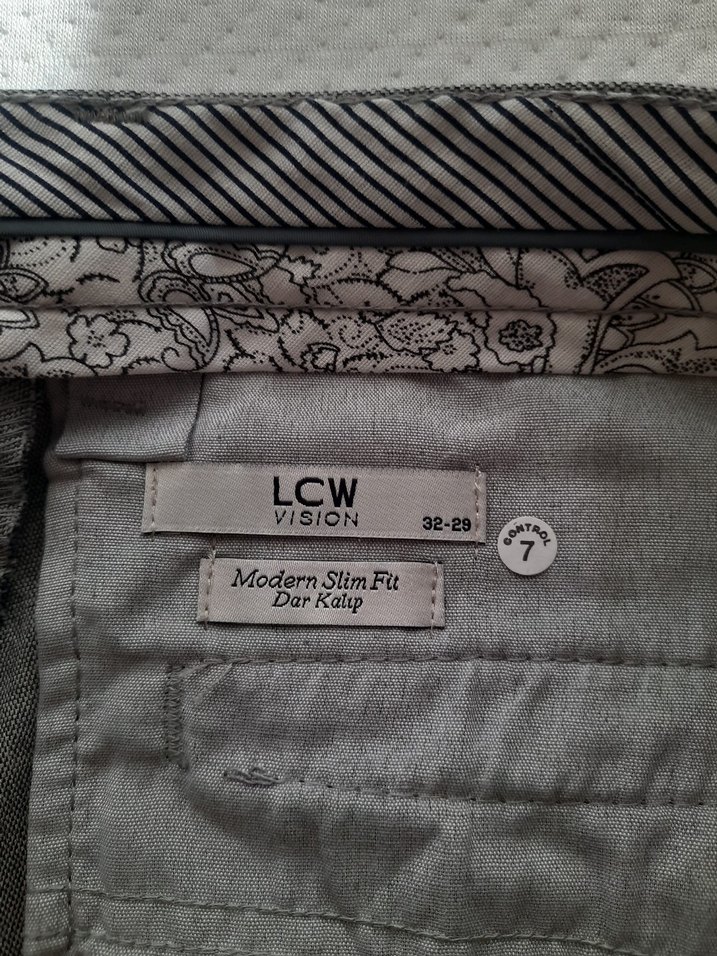 LCW
VISION
32-29
CONTROL
7
Modern Slim Fit
Dar Kalıp